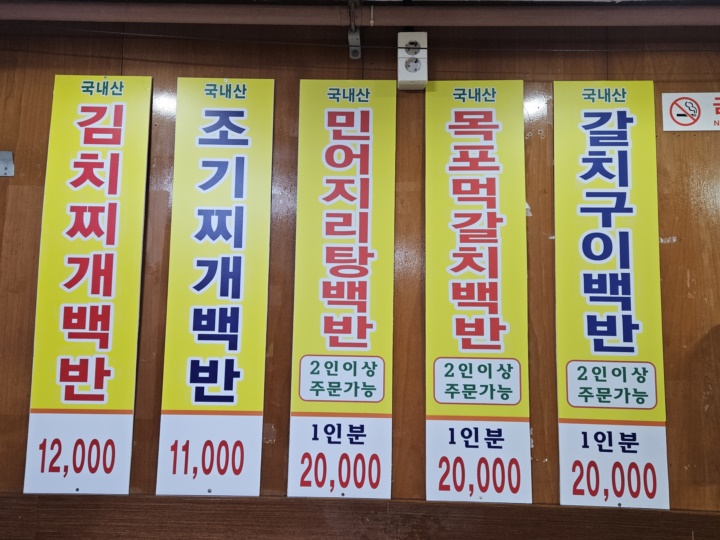 국내산
김치찌개백반
12,000
국내산
조기찌개백반
11,000
국내산
민어지리탕백반
2인이상
주문가능
1인분
20,000
국내산
목포먹갈치백반
2인이상
주문가능
1인분
20,000
국내산
갈치구이백반
2인이상
주문가능
1인분
20,000